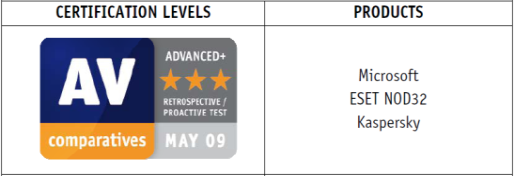 CERTIFICATION LEVELS
PRODUCTS
AV
ADVANCED+
RETROSPECTIVE /
PROACTIVE TEST
comparatives
MAY 09
Microsoft
ESET NOD32
Kaspersky